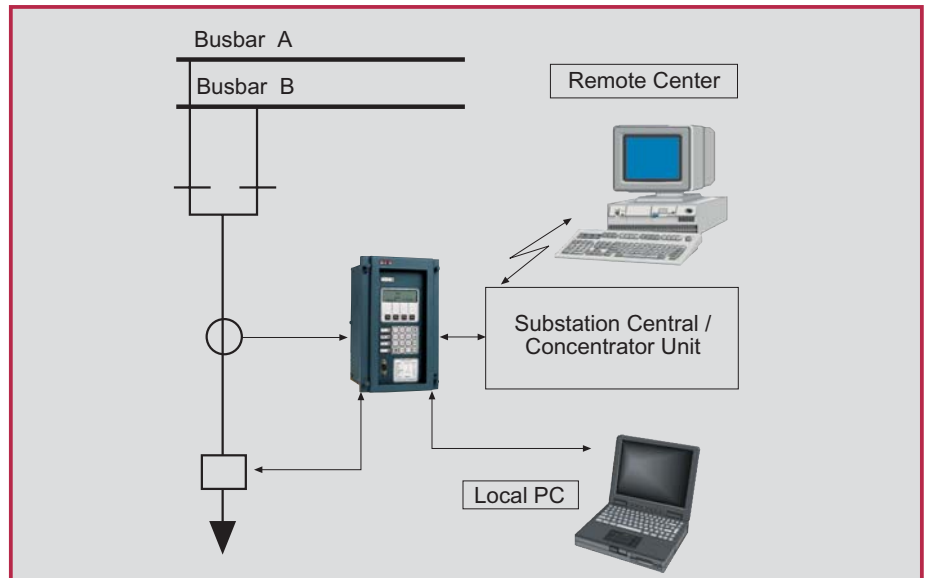 Busbar A
Busbar B
Remote Center
Substation Central /
Concentrator Unit
Local PC